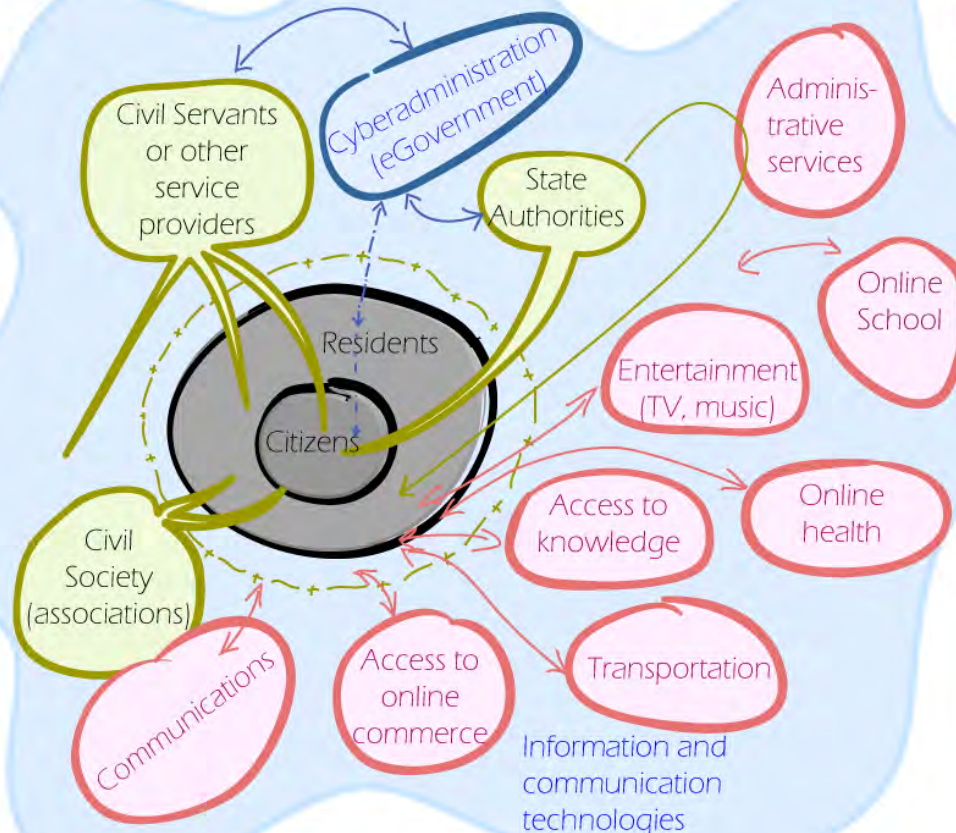 Cyberadministration
(eGovernment)
Civil Servants
or other
service
providers
State
Authorities
Adminis-
trative
services
Online
School
Residents
Entertainment
(TV, music)
Citizens
Access to
knowledge
Online
health
Civil
Society
(associations)
Communications
Access to
online
commerce
Transportation
Information and
communication
technologies